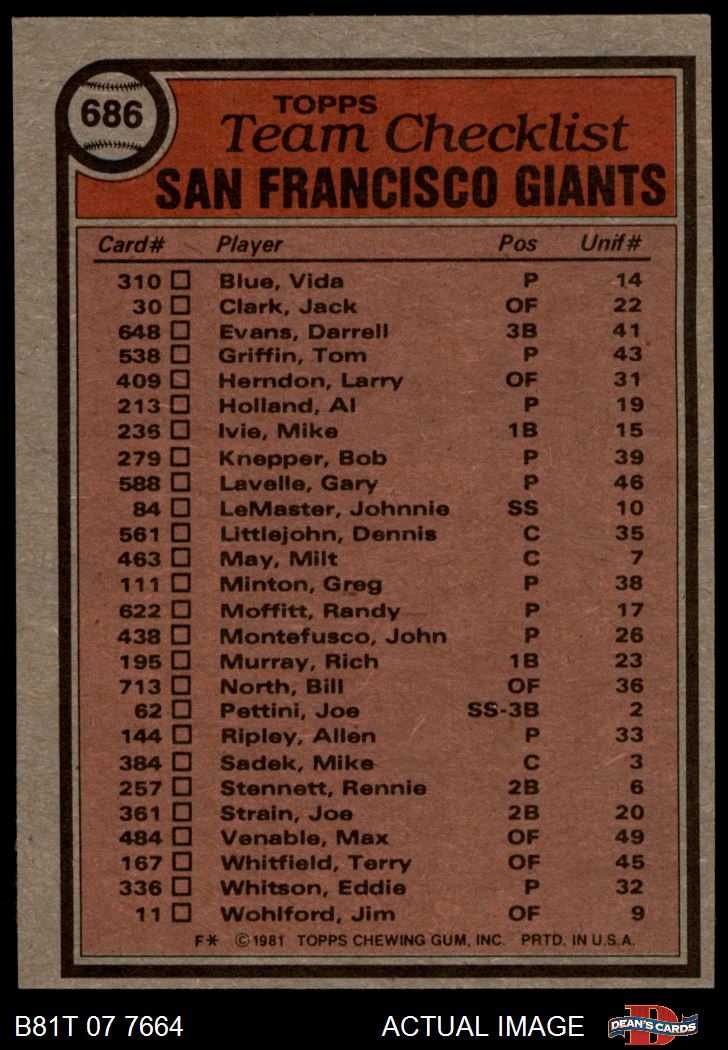 686
TOPPS
Team Checklist
SAN FRANCISCO GIANTS
Card# Player Pos Unif#
310 □ Blue, Vida P 14
30 □ Clark, Jack OF 22
648 □ Evans, Darrell 3B 41
538 □ Griffin, Tom P 43
409 □ Herndon, Larry OF 31
213 □ Holland, Al P 19
236 □ Ivie, Mike 1B 15
279 □ Knepper, Bob P 39
588 □ Lavelle, Gary P 46
84 □ LeMaster, Johnnie SS 10
561 □ Littlejohn, Dennis C 35
463 □ May, Milt C 7
111 □ Minton, Greg P 38
622 □ Moffitt, Randy P 17
438 □ Montefusco, John P 26
195 □ Murray, Rich 1B 23
713 □ North, Bill OF 36
62 □ Pettini, Joe SS-3B 2
144 □ Ripley, Allen P 33
384 □ Sadek, Mike C 3
257 □ Stennett, Rennie 2B 6
361 □ Strain, Joe 2B 20
484 □ Venable, Max OF 49
167 □ Whitfield, Terry OF 45
336 □ Whitson, Eddie P 32
11 □ Wohlford, Jim OF 9
F* ©1981 TOPPS CHEWING GUM, INC. PRTD. IN U.S.A.
B81T 07 7664 ACTUAL IMAGE DEAN'S CARDS